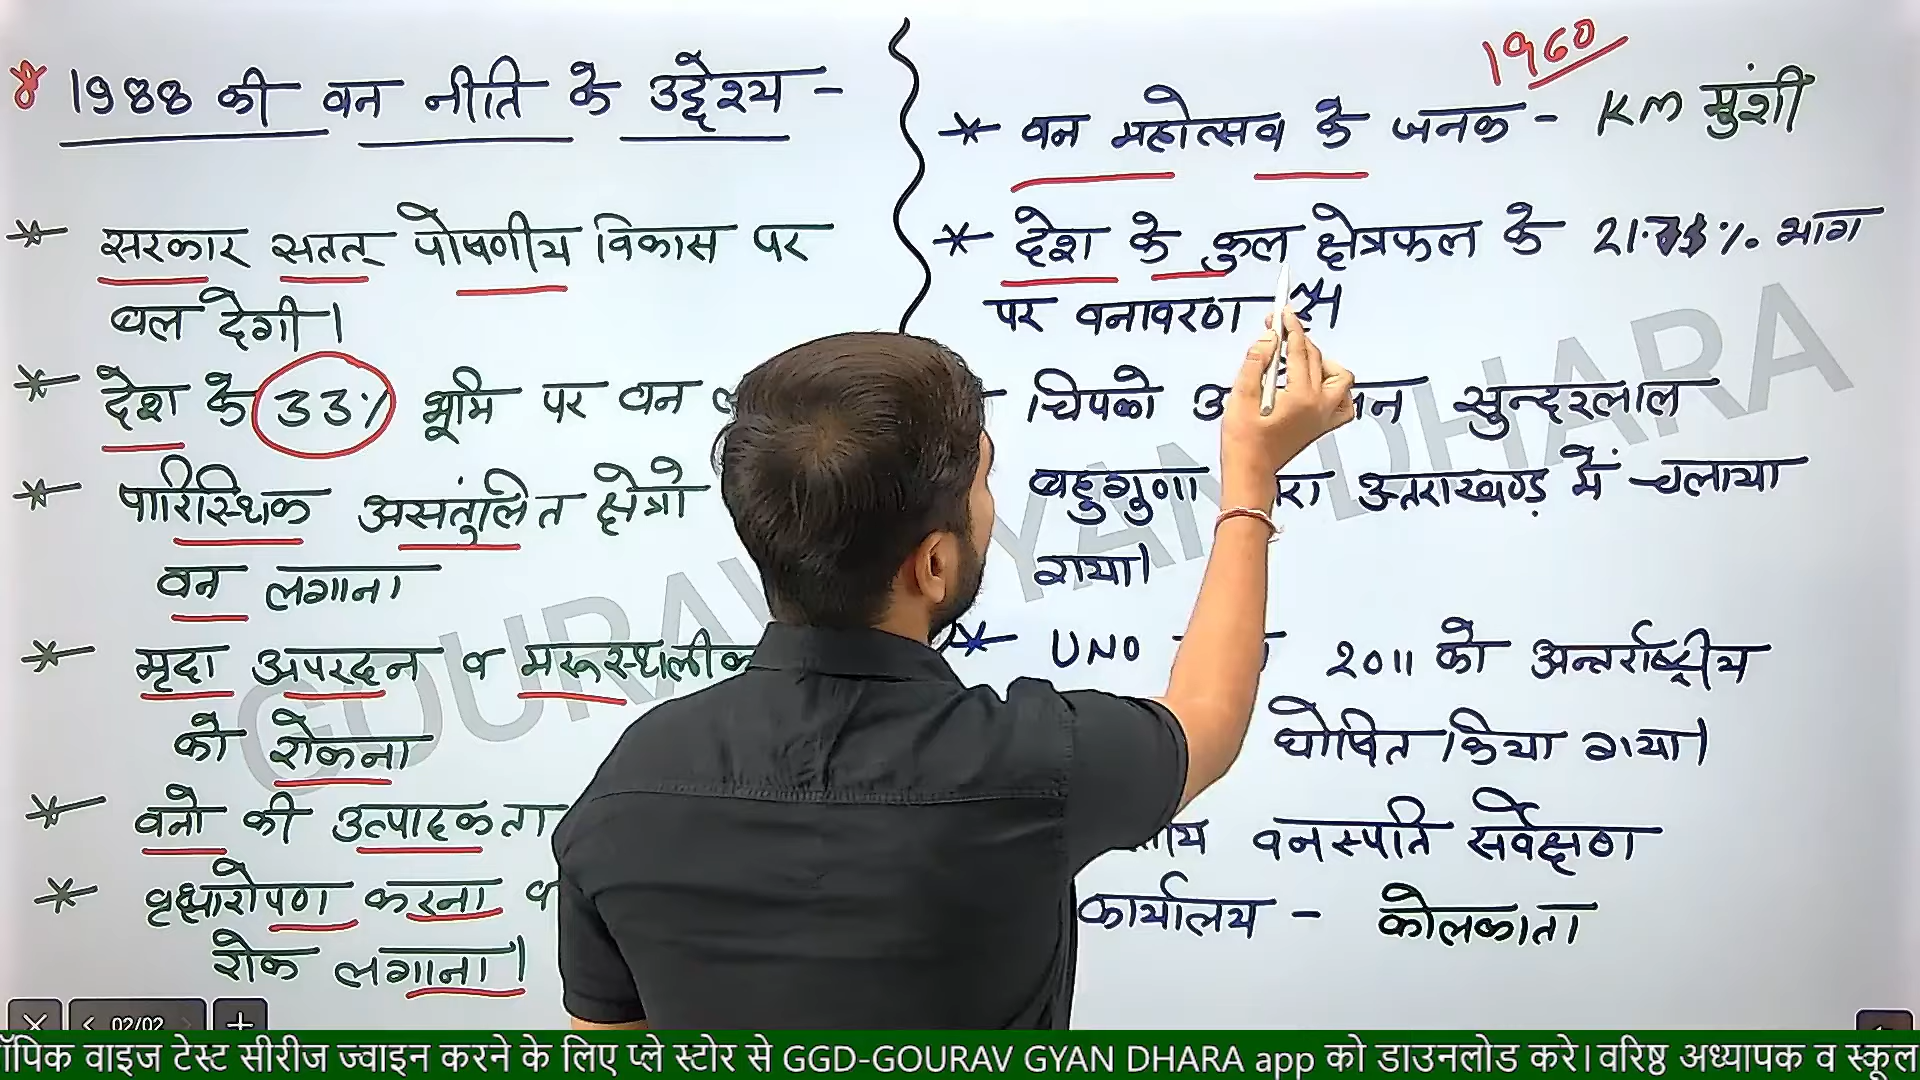 1988 की वन नीति के उद्देश्य -
* सरकार सतत् पोषणीय विकास पर
बल देगी।
* देश के 33% भूमि पर वन
* पारिस्थिक असंतुलित क्षेत्रो
वन लगाना।
* मृदा अपरदन व मरूस्थलीक
को रोकना
* वनो की उत्पादकता
* वृक्षारोपण करना व
रोक लगाना।
1960
* वन महोत्सव के जनक - KM मुंशी
* देश के कुल क्षेत्रफल के 21.71% भाग
पर वनावरण
चिपको सुन्दरलाल
बहुगुणा उत्तराखण्ड में चलाया
गया।
* UNO 2011 को अन्तर्राष्ट्रीय
घोषित किया गया।
वनस्पति सर्वेक्षण
कार्यालय - कोलकाता
GOURAV GYAN DHARA
02/02
ॉपिक वाइज टेस्ट सीरीज ज्वाइन करने के लिए प्ले स्टोर से GGD-GOURAV GYAN DHARA app को डाउनलोड करे। वरिष्ठ अध्यापक व स्कूल